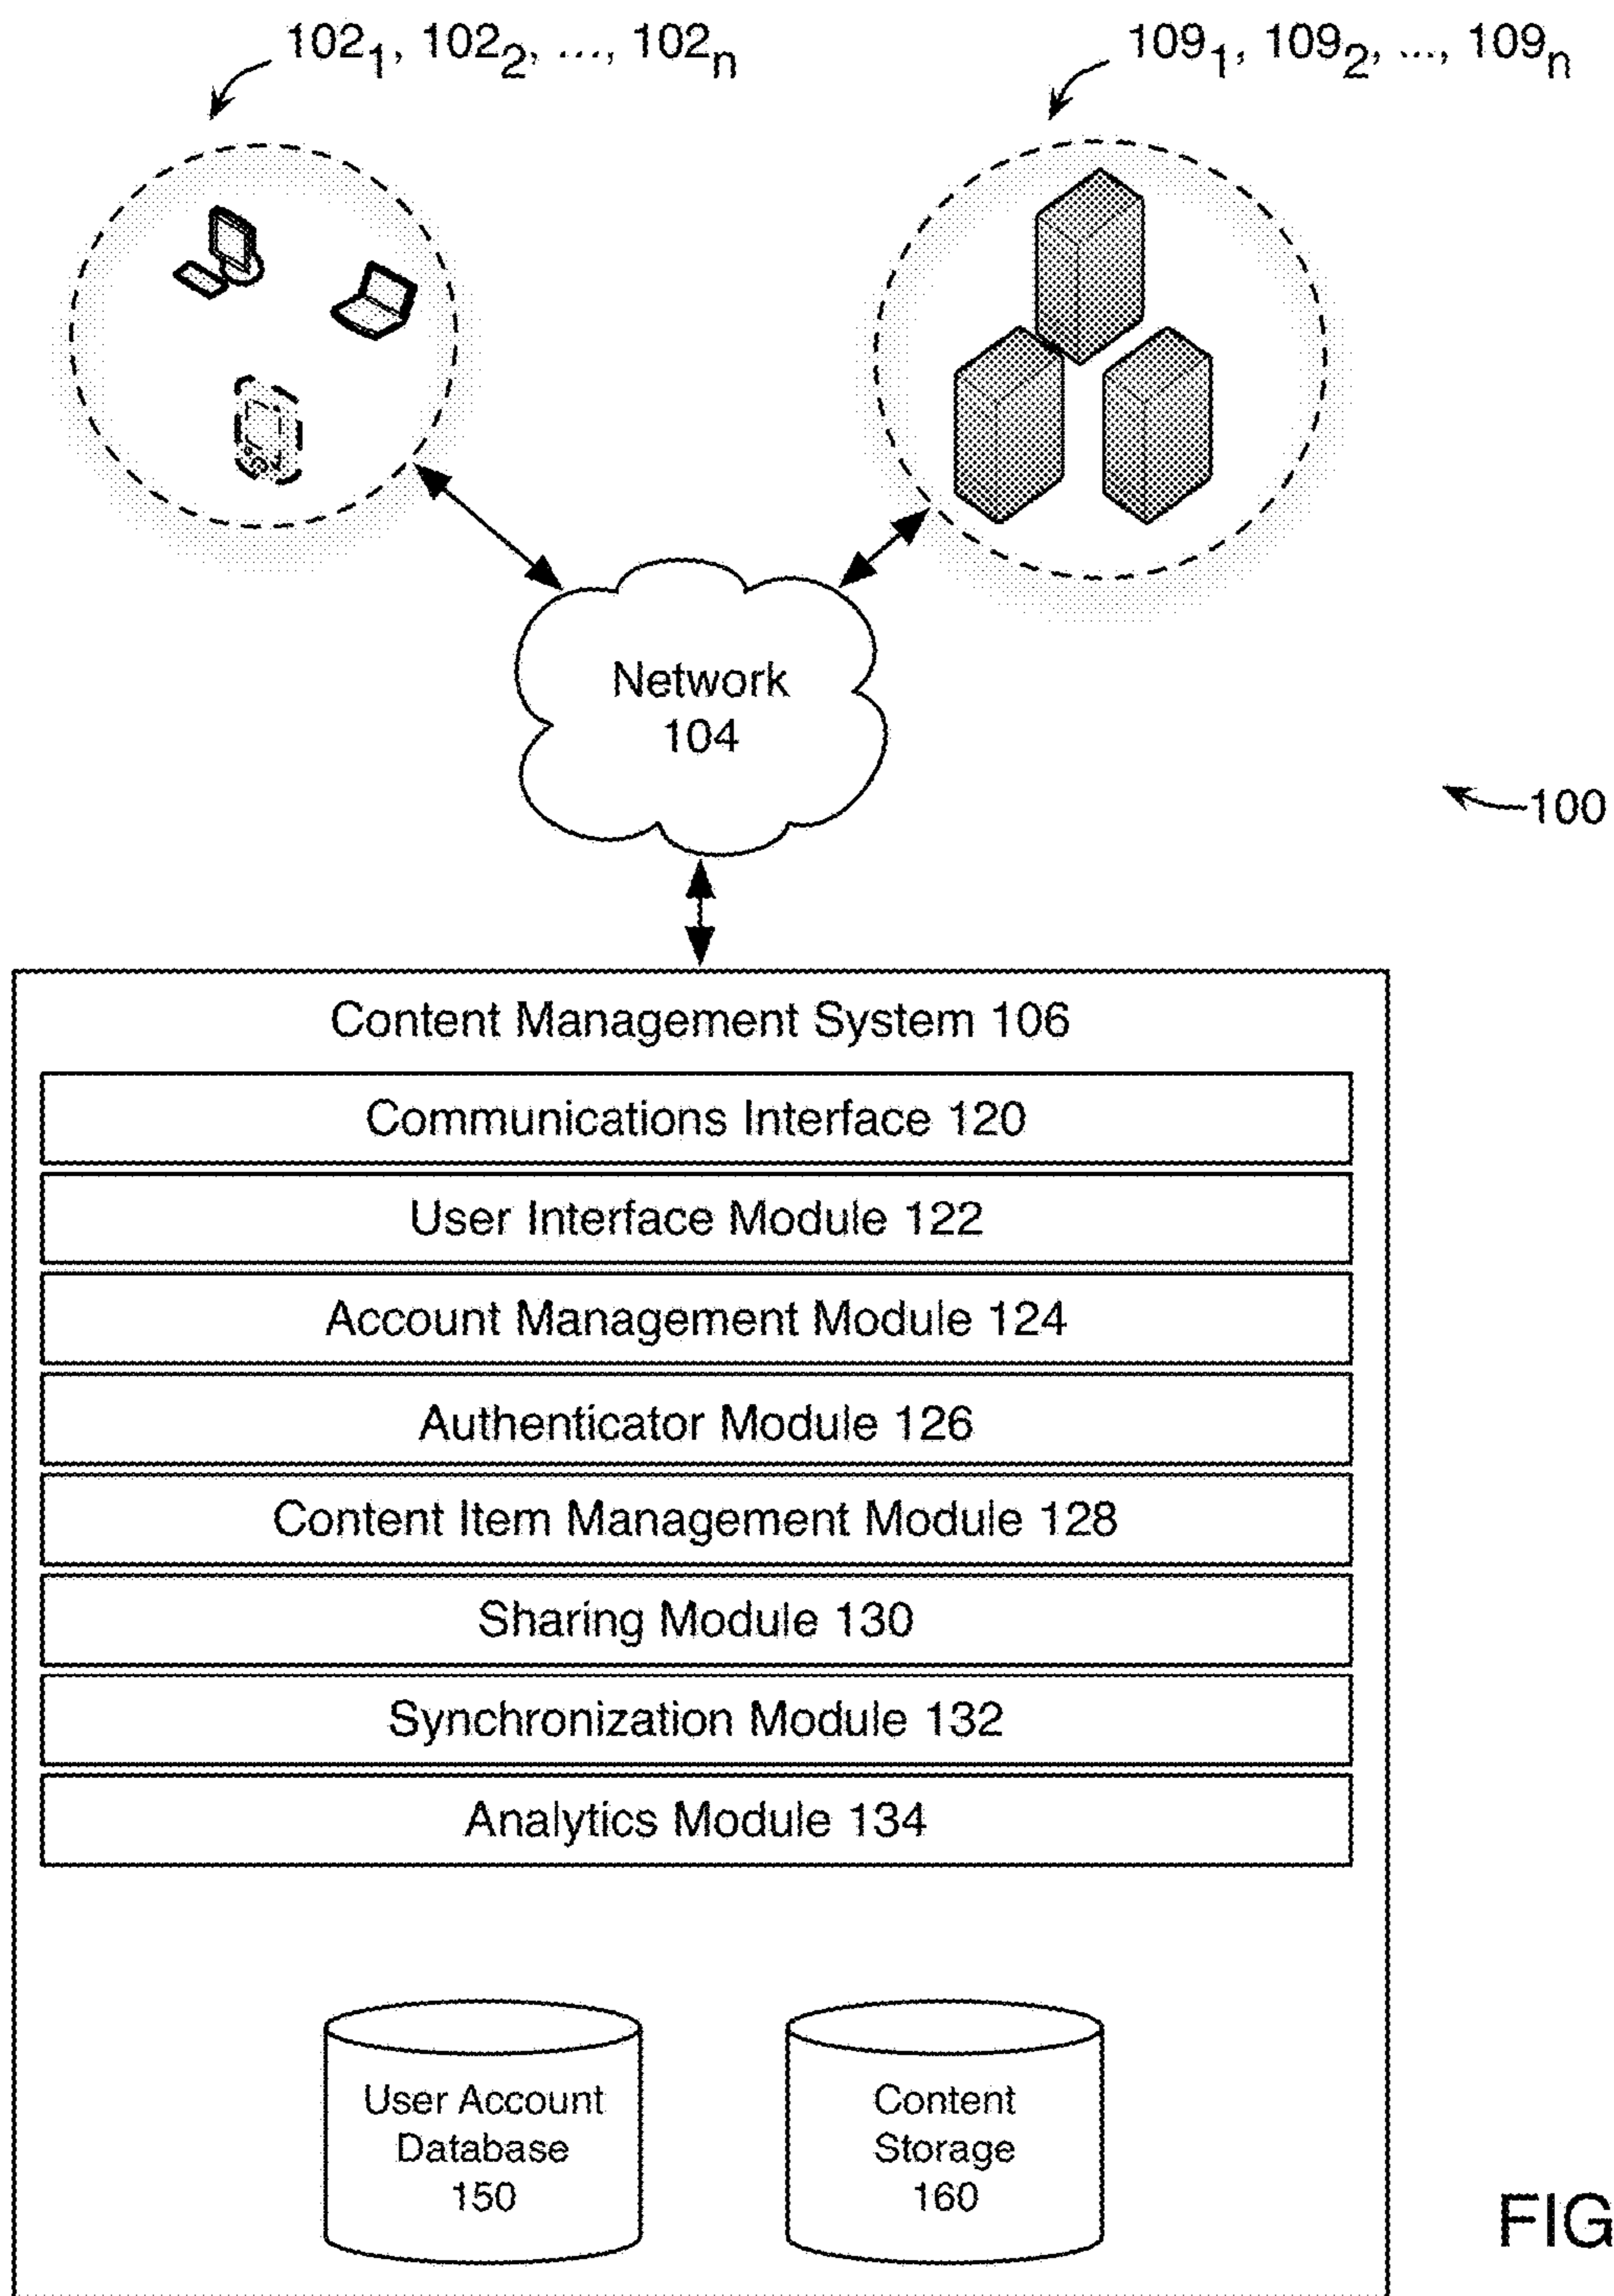 102₁, 102₂, ..., 102ₙ
109₁, 109₂, ..., 109ₙ
Network
104
100
Content Management System 106
Communications Interface 120
User Interface Module 122
Account Management Module 124
Authenticator Module 126
Content Item Management Module 128
Sharing Module 130
Synchronization Module 132
Analytics Module 134
User Account
Database
150
Content
Storage
160
FIG